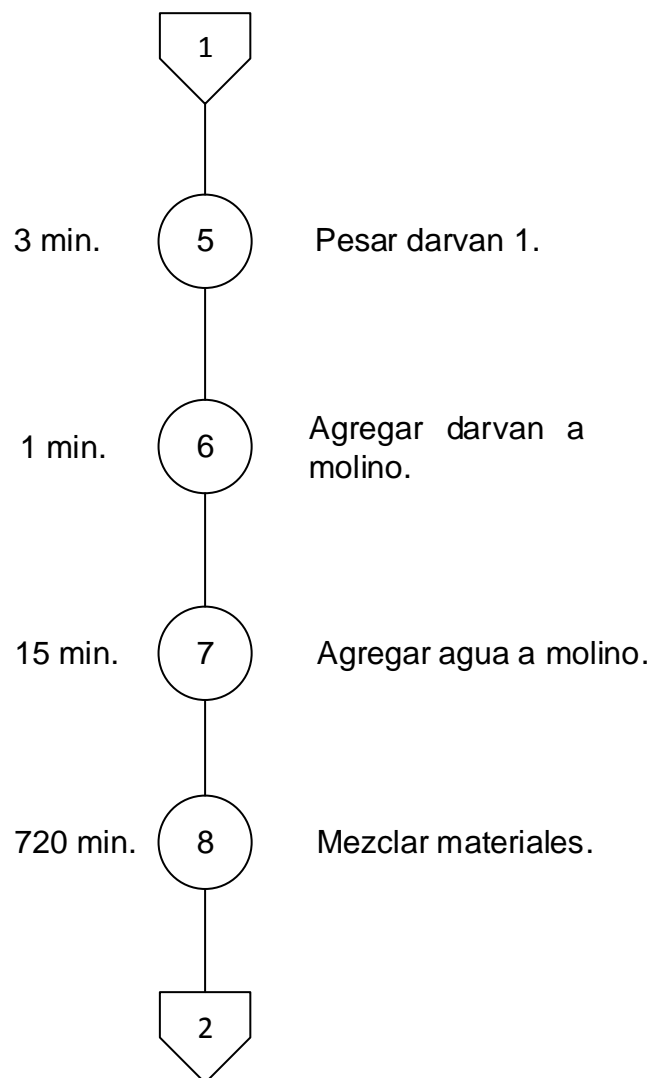 1
3 min.
5
Pesar darvan 1.
1 min.
6
Agregar darvan a
molino.
15 min.
7
Agregar agua a molino.
720 min.
8
Mezclar materiales.
2